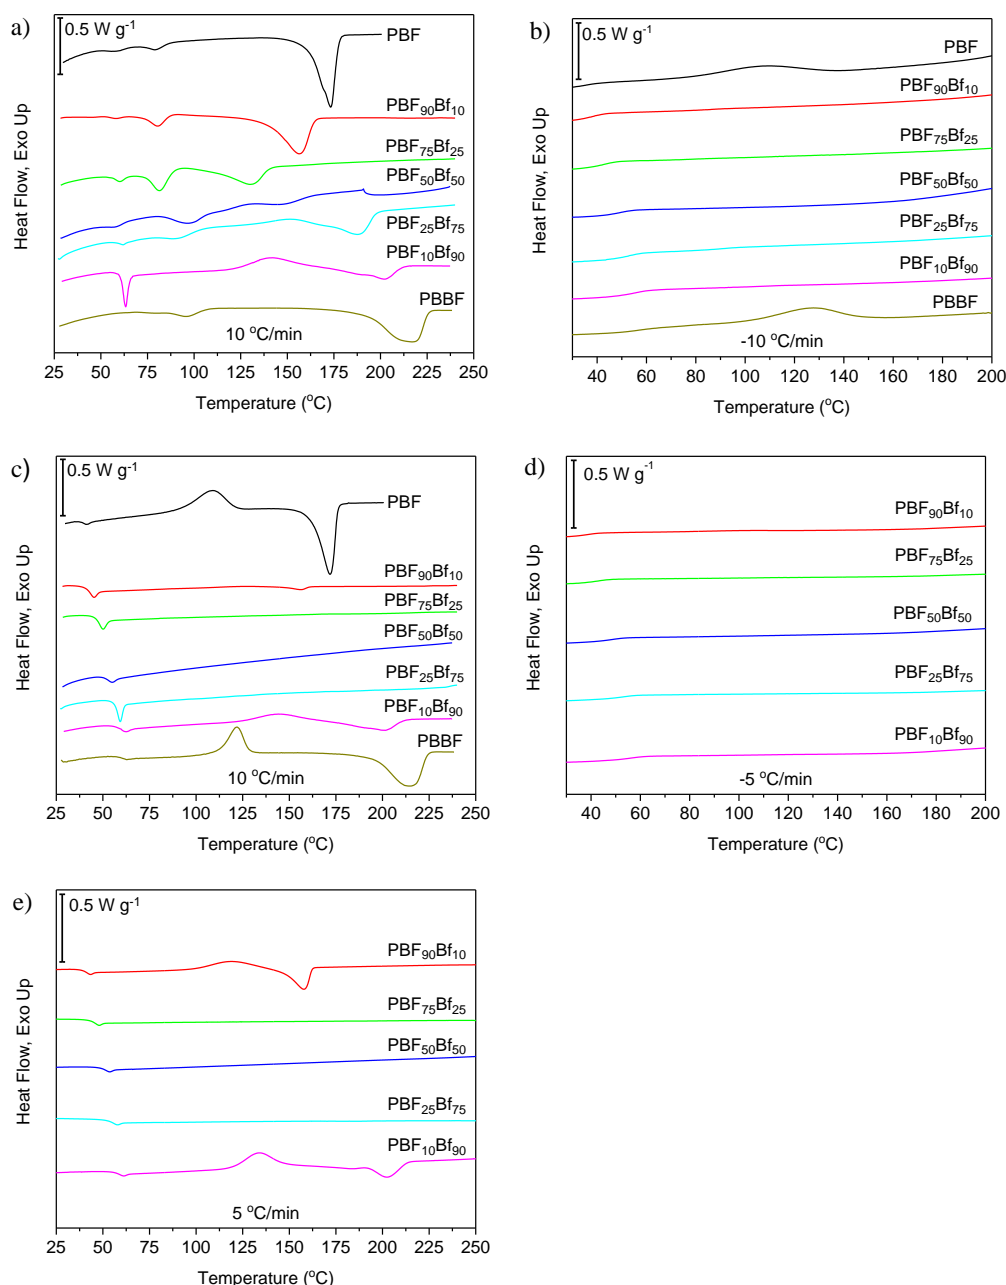 a)
0.5 W g-1
PBF
PBF90Bf10
PBF75Bf25
PBF50Bf50
PBF25Bf75
PBF10Bf90
PBBF
10 oC/min
Heat Flow, Exo Up
25 50 75 100 125 150 175 200 225 250
Temperature (oC)
b)
0.5 W g-1
PBF
PBF90Bf10
PBF75Bf25
PBF50Bf50
PBF25Bf75
PBF10Bf90
PBBF
-10 oC/min
Heat Flow, Exo Up
40 60 80 100 120 140 160 180 200
Temperature (oC)
c)
0.5 W g-1
PBF
PBF90Bf10
PBF75Bf25
PBF50Bf50
PBF25Bf75
PBF10Bf90
PBBF
10 oC/min
Heat Flow, Exo Up
25 50 75 100 125 150 175 200 225 250
Temperature (oC)
d)
0.5 W g-1
PBF90Bf10
PBF75Bf25
PBF50Bf50
PBF25Bf75
PBF10Bf90
-5 oC/min
Heat Flow, Exo Up
40 60 80 100 120 140 160 180 200
Temperature (oC)
e)
0.5 W g-1
PBF90Bf10
PBF75Bf25
PBF50Bf50
PBF25Bf75
PBF10Bf90
5 oC/min
Heat Flow, Exo Up
25 50 75 100 125 150 175 200 225 250
Temperature (oC)